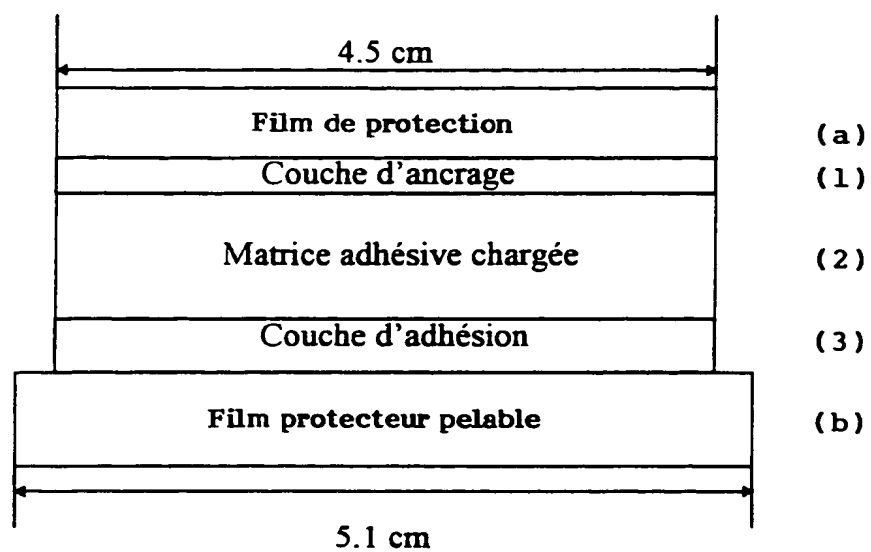 4.5 cm
Film de protection (a)
Couche d'ancrage (1)
Matrice adhésive chargée (2)
Couche d'adhésion (3)
Film protecteur pelable (b)
5.1 cm